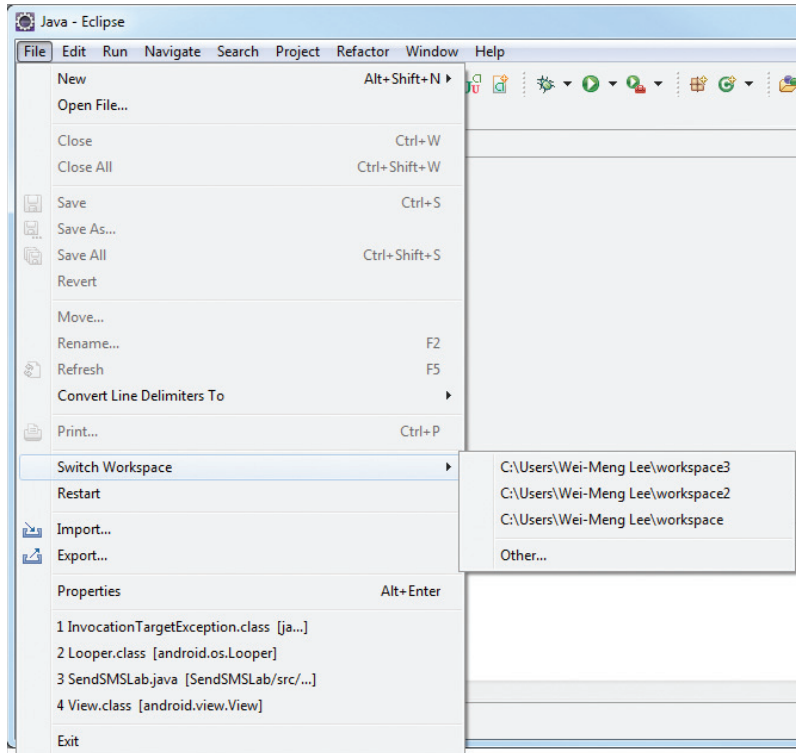 Java - Eclipse
File Edit Run Navigate Search Project Refactor Window Help
New Alt+Shift+N
Open File...
Close Ctrl+W
Close All Ctrl+Shift+W
Save Ctrl+S
Save As...
Save All Ctrl+Shift+S
Revert
Move...
Rename... F2
Refresh F5
Convert Line Delimiters To
Print... Ctrl+P
Switch Workspace
C:\Users\Wei-Meng Lee\workspace3
C:\Users\Wei-Meng Lee\workspace2
C:\Users\Wei-Meng Lee\workspace
Other...
Restart
Import...
Export...
Properties Alt+Enter
1 InvocationTargetException.class [ja...]
2 Looper.class [android.os.Looper]
3 SendSMSLab.java [SendSMSLab/src/...]
4 View.class [android.view.View]
Exit